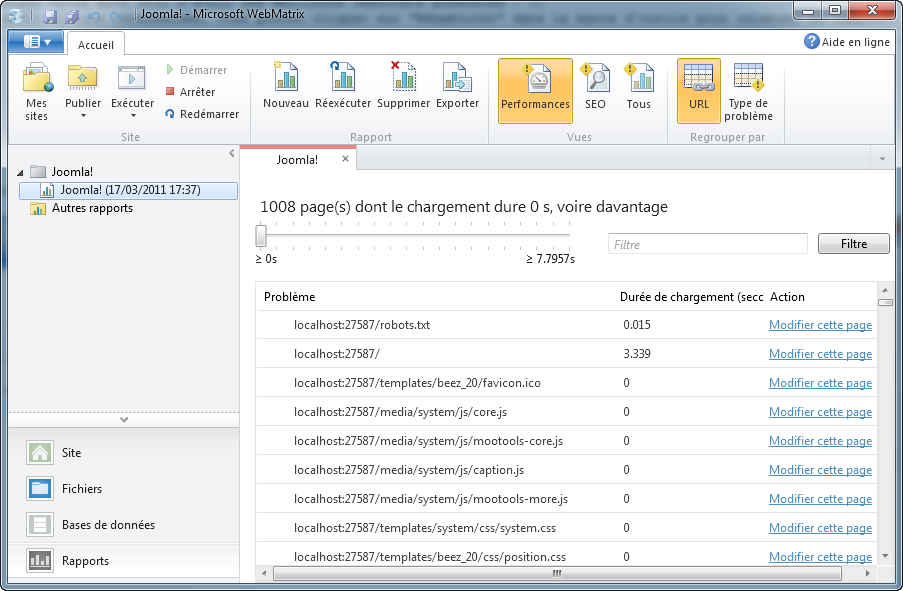 Joomla! - Microsoft WebMatrix
Accueil
Aide en ligne
Mes sites
Publier
Exécuter
Démarrer
Arrêter
Redémarrer
Site
Nouveau
Réexécuter
Supprimer
Exporter
Rapport
Performances
SEO
Tous
Vues
URL
Type de problème
Regrouper par
Joomla!
Joomla! (17/03/2011 17:37)
Autres rapports
Site
Fichiers
Bases de données
Rapports
Joomla!
1008 page(s) dont le chargement dure 0 s, voire davantage
≥ 0s
≥ 7.7957s
Filtre
Filtre
Problème Durée de chargement (secc Action
localhost:27587/robots.txt 0.015 Modifier cette page
localhost:27587/ 3.339 Modifier cette page
localhost:27587/templates/beez_20/favicon.ico 0 Modifier cette page
localhost:27587/media/system/js/core.js 0 Modifier cette page
localhost:27587/media/system/js/mootools-core.js 0 Modifier cette page
localhost:27587/media/system/js/caption.js 0 Modifier cette page
localhost:27587/media/system/js/mootools-more.js 0 Modifier cette page
localhost:27587/templates/system/css/system.css 0 Modifier cette page
localhost:27587/templates/beez_20/css/position.css 0 Modifier cette page